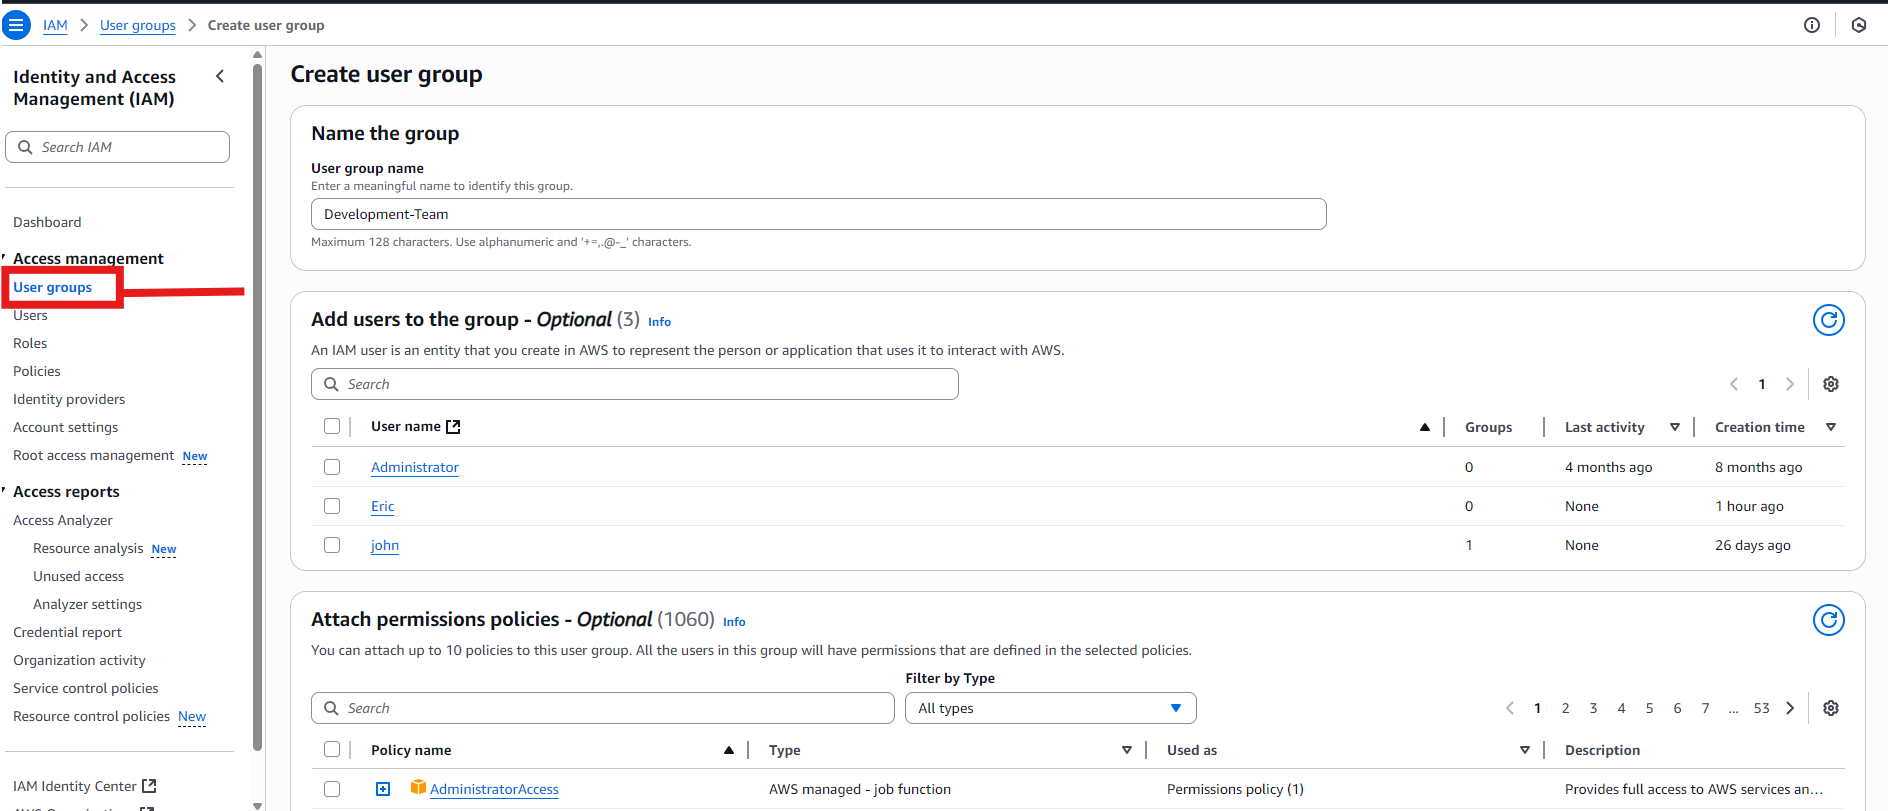 IAM > User groups > Create user group
Identity and Access
Management (IAM)
Search IAM
Dashboard
Access management
User groups
Users
Roles
Policies
Identity providers
Account settings
Root access management New
Access reports
Access Analyzer
Resource analysis New
Unused access
Analyzer settings
Credential report
Organization activity
Service control policies
Resource control policies New
IAM Identity Center
Create user group
Name the group
User group name
Enter a meaningful name to identify this group.
Development-Team
Maximum 128 characters. Use alphanumeric and '+=,.@-_' characters.
Add users to the group - Optional (3) Info
An IAM user is an entity that you create in AWS to represent the person or application that uses it to interact with AWS.
Search
1
User name Groups Last activity Creation time
Administrator 0 4 months ago 8 months ago
Eric 0 None 1 hour ago
john 1 None 26 days ago
Attach permissions policies - Optional (1060) Info
You can attach up to 10 policies to this user group. All the users in this group will have permissions that are defined in the selected policies.
Filter by Type
Search All types 1 2 3 4 5 6 7 ... 53
Policy name Type Used as Description
AdministratorAccess AWS managed - job function Permissions policy (1) Provides full access to AWS services an...